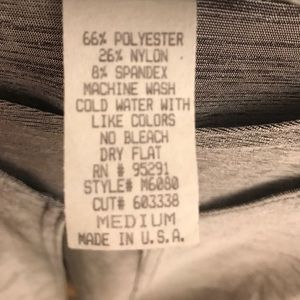 66% POLYESTER
26% NYLON
8% SPANDEX
MACHINE WASH
COLD WATER WITH
LIKE COLORS
NO BLEACH
DRY FLAT
RN # 95291
STYLE# M6080
CUT# 603338
MEDIUM
MADE IN U.S.A.